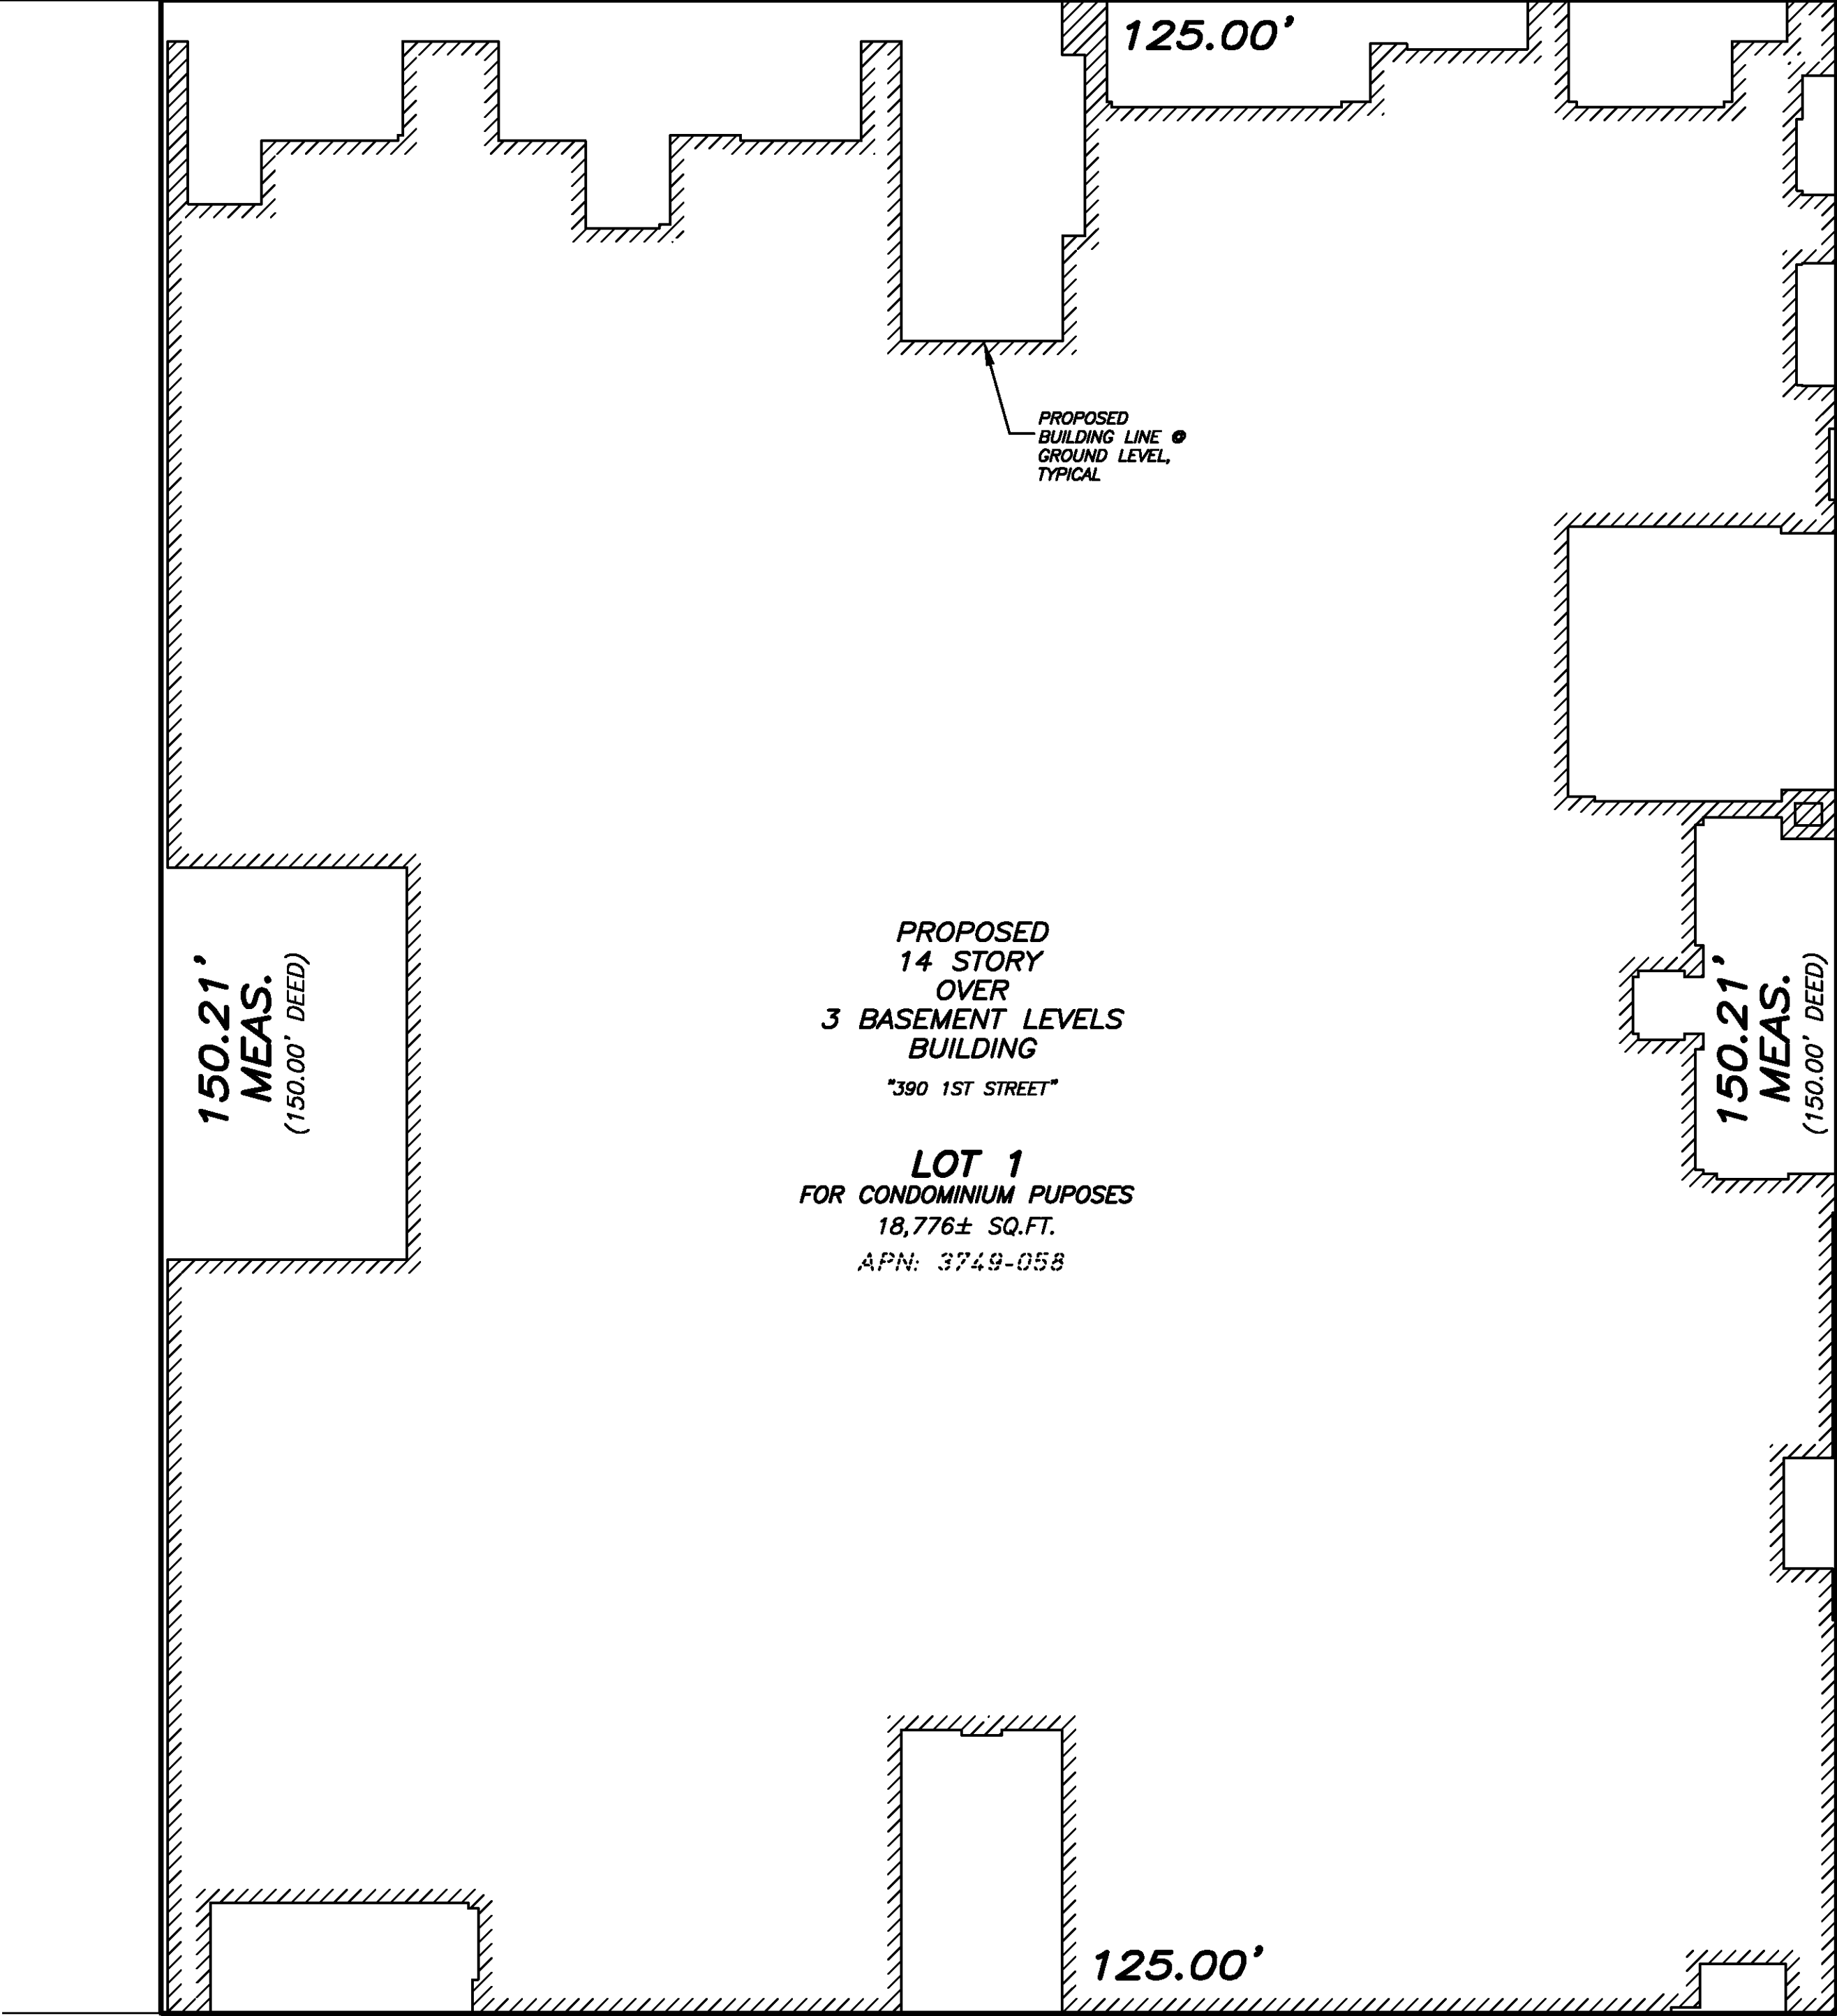 125.00'
PROPOSED
BUILDING LINE @
GROUND LEVEL,
TYPICAL
150.21'
MEAS.
(150.00' DEED)
PROPOSED
14 STORY
OVER
3 BASEMENT LEVELS
BUILDING
"390 1ST STREET"
LOT 1
FOR CONDOMINIUM PUPOSES
18,776± SQ.FT.
APN: 3749-058
150.21'
MEAS.
(150.00' DEED)
125.00'